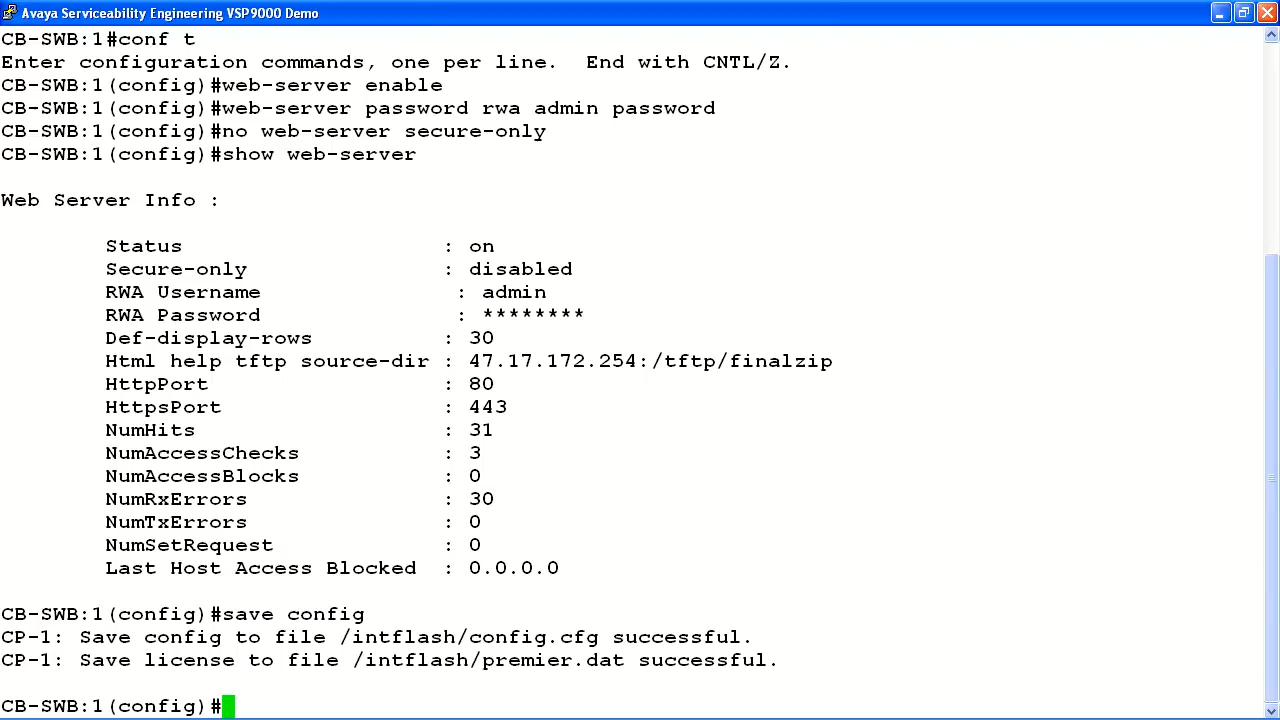 Avaya Serviceability Engineering VSP9000 Demo
CB-SWB:1#conf t
Enter configuration commands, one per line.  End with CNTL/Z.
CB-SWB:1(config)#web-server enable
CB-SWB:1(config)#web-server password rwa admin password
CB-SWB:1(config)#no web-server secure-only
CB-SWB:1(config)#show web-server
Web Server Info :
Status : on
Secure-only : disabled
RWA Username : admin
RWA Password : ********
Def-display-rows : 30
Html help tftp source-dir : 47.17.172.254:/tftp/finalzip
HttpPort : 80
HttpsPort : 443
NumHits : 31
NumAccessChecks : 3
NumAccessBlocks : 0
NumRxErrors : 30
NumTxErrors : 0
NumSetRequest : 0
Last Host Access Blocked : 0.0.0.0
CB-SWB:1(config)#save config
CP-1: Save config to file /intflash/config.cfg successful.
CP-1: Save license to file /intflash/premier.dat successful.
CB-SWB:1(config)#